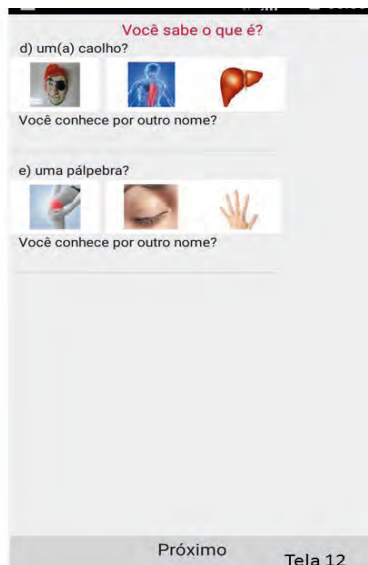 Você sabe o que é?
d) um(a) caolho?
Você conhece por outro nome?
e) uma pálpebra?
Você conhece por outro nome?
Próximo
Tela 12